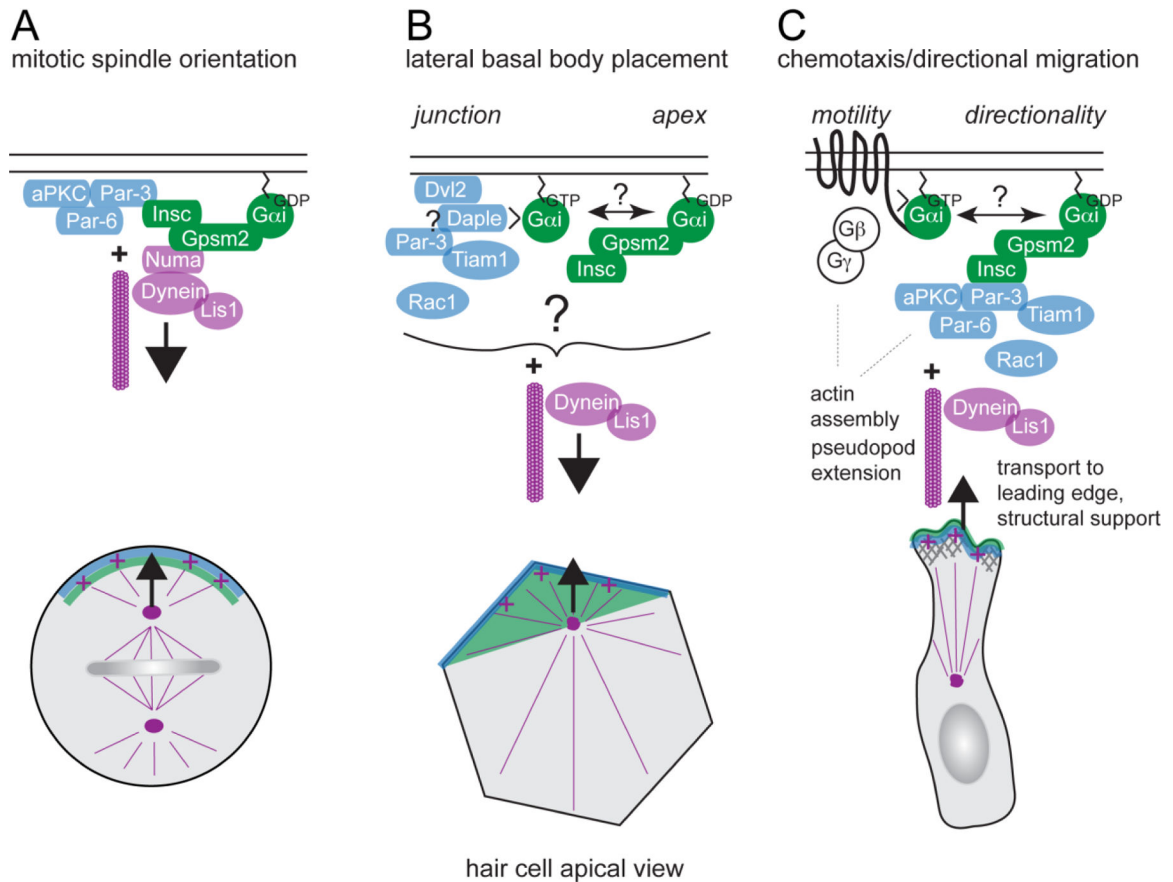 A
mitotic spindle orientation
aPKC
Par-3
Par-6
Insc
Gpsm2
GDP
Gαi
+
Numa
Dynein
Lis1
+
+
+
+
B
lateral basal body placement
junction
apex
Dvl2
?
Daple
Par-3
Tiam1
Rac1
GTP
Gαi
?
Gαi
Gpsm2
Insc
?
+
Dynein
Lis1
+
+
+
+
hair cell apical view
C
chemotaxis/directional migration
motility
directionality
GTP
Gαi
?
GDP
Gαi
Gβ
Gγ
Gpsm2
Insc
aPKC
Par-3
Par-6
Tiam1
Rac1
+
Dynein
Lis1
actin
assembly
pseudopod
extension
transport to
leading edge,
structural support
+
+
+